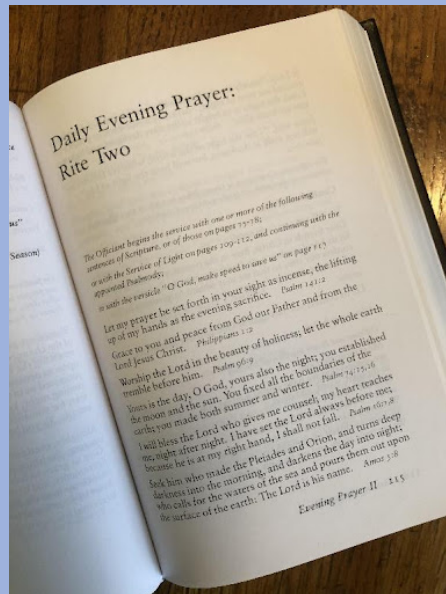 us"
Season)
Daily Evening Prayer:
Rite Two
The Officiant begins the service with one or more of the following
sentences of Scripture, or of those on pages 75-78;
or with the Service of Light on pages 109-112, and continuing with the
appointed Psalmody;
or with the versicle "O God, make speed to save us" on page 117
Let my prayer be set forth in your sight as incense, the lifting
up of my hands as the evening sacrifice. Psalm 141:2
Grace to you and peace from God our Father and from the
Lord Jesus Christ. Philippians 1:2
Worship the Lord in the beauty of holiness; let the whole earth
tremble before him. Psalm 96:9
Yours is the day, O God, yours also the night; you established
the moon and the sun. You fixed all the boundaries of the
earth; you made both summer and winter. Psalm 74:15,16
I will bless the Lord who gives me counsel; my heart teaches
me, night after night. I have set the Lord always before me;
because he is at my right hand, I shall not fall. Psalm 16:7,8
Seek him who made the Pleiades and Orion, and turns deep
darkness into the morning, and darkens the day into night;
who calls for the waters of the sea and pours them out upon
the surface of the earth: The Lord is his name. Amos 5:8
Evening Prayer II 115